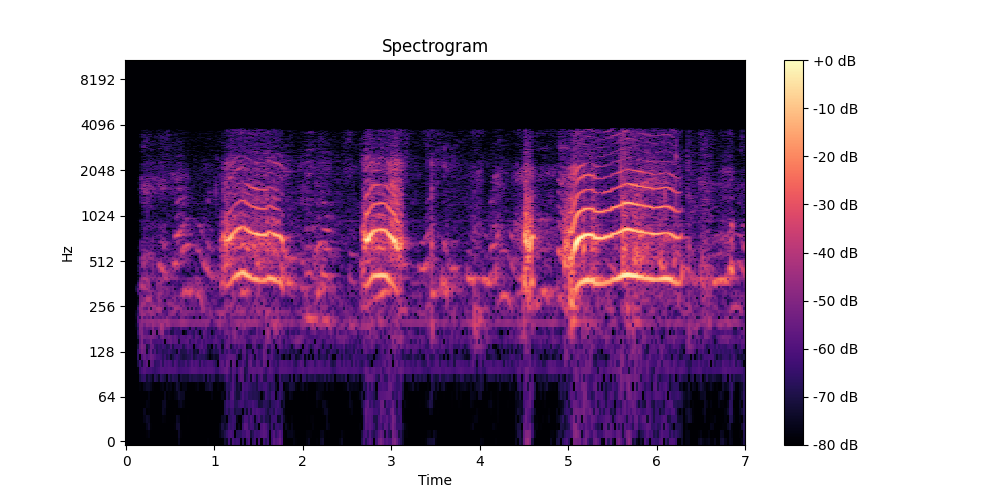 Spectrogram
8192
4096
2048
1024
512
256
128
64
0
Hz
0 1 2 3 4 5 6 7
Time
+0 dB
-10 dB
-20 dB
-30 dB
-40 dB
-50 dB
-60 dB
-70 dB
-80 dB